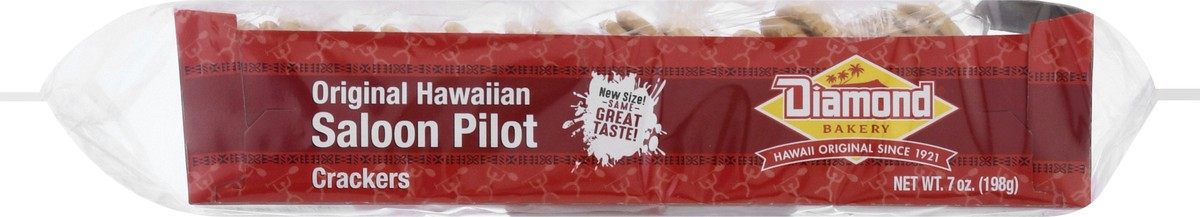 Original Hawaiian
Saloon Pilot
Crackers
New Size!
-SAME-
GREAT
TASTE!
Diamond
BAKERY
HAWAII ORIGINAL SINCE 1921
NET WT. 7 oz. (198g)